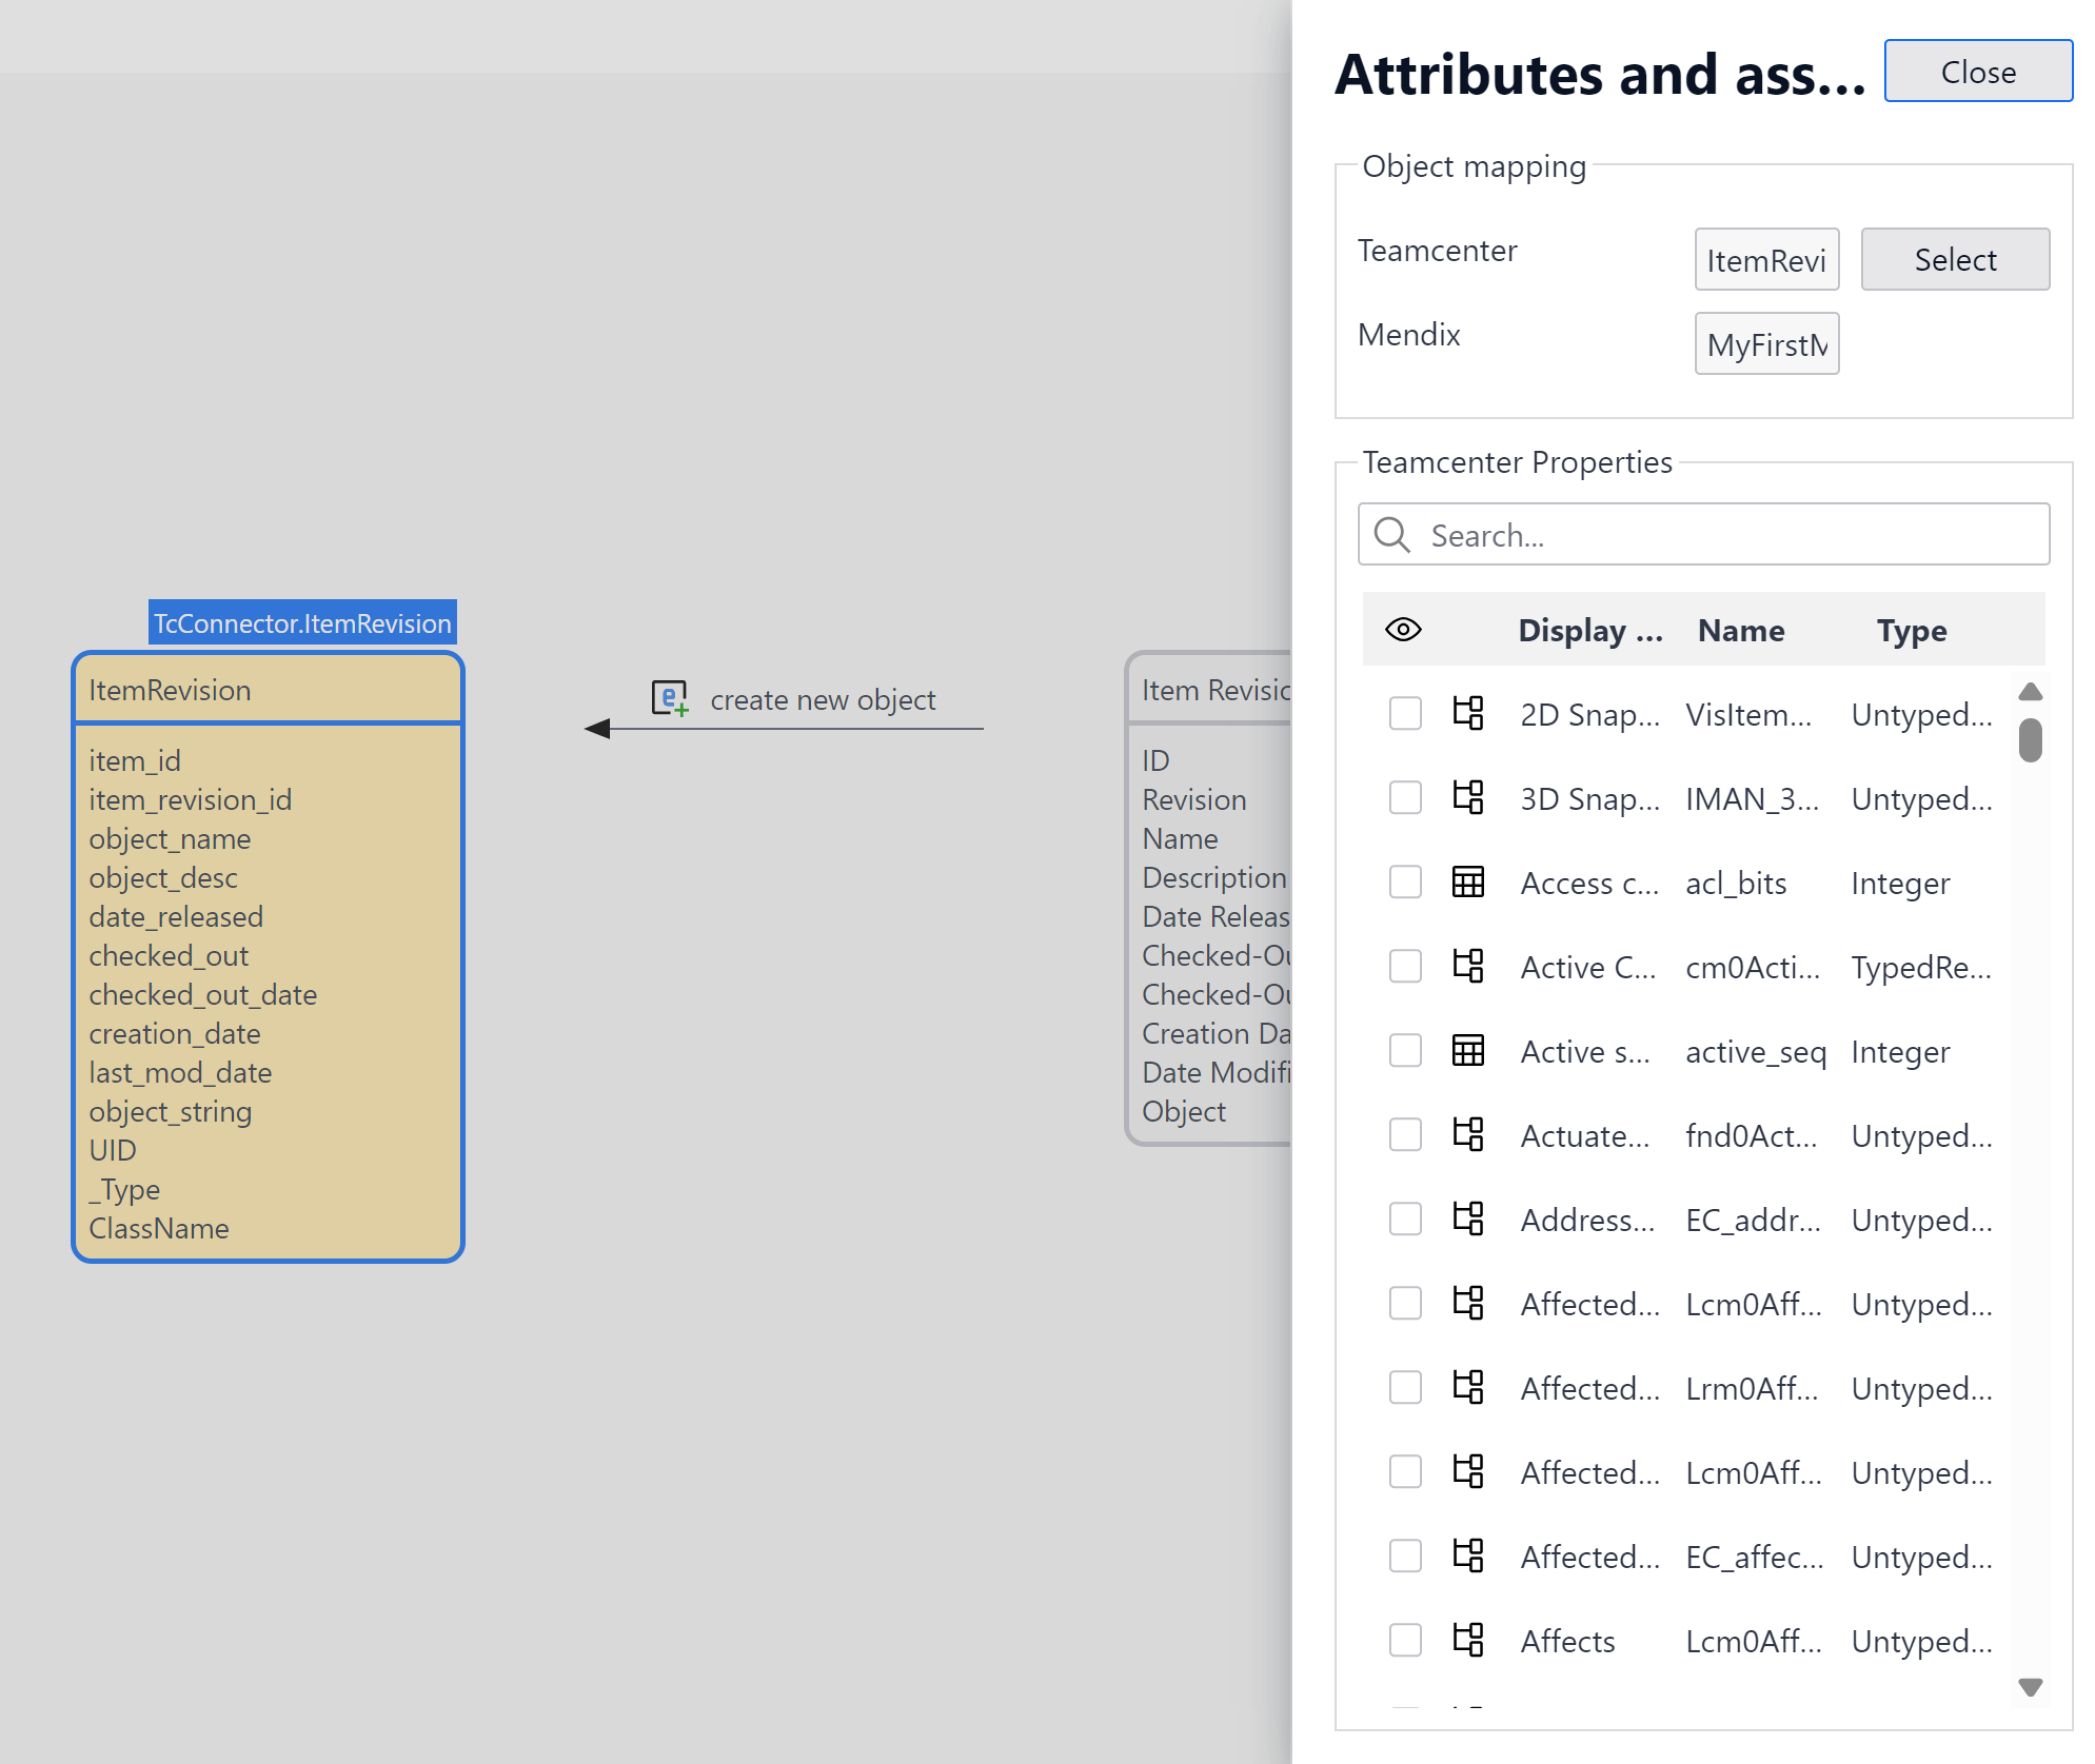 Attributes and ass...
Close
Object mapping
Teamcenter
ItemRevi
Select
Mendix
MyFirstM
Teamcenter Properties
Search...
Display ... Name Type
2D Snap... VisItem... Untyped...
3D Snap... IMAN_3... Untyped...
Access c... acl_bits Integer
Active C... cm0Acti... TypedRe...
Active s... active_seq Integer
Actuate... fnd0Act... Untyped...
Address... EC_addr... Untyped...
Affected... Lcm0Aff... Untyped...
Affected... Lrm0Aff... Untyped...
Affected... Lcm0Aff... Untyped...
Affected... EC_affec... Untyped...
Affects Lcm0Aff... Untyped...
TcConnector.ItemRevision
ItemRevision
item_id
item_revision_id
object_name
object_desc
date_released
checked_out
checked_out_date
creation_date
last_mod_date
object_string
UID
_Type
ClassName
create new object
Item Revisic
ID
Revision
Name
Description
Date Releas
Checked-Ou
Checked-Ou
Creation Da
Date Modifi
Object